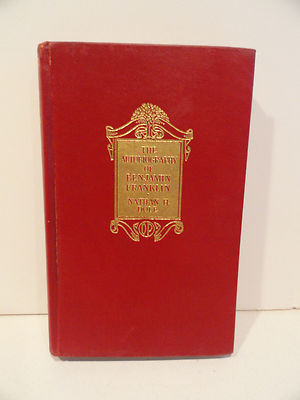 THE
AUTOBIOGRAPHY
OF
BENJAMIN
FRANKLIN
NATHAN H.
DOLE